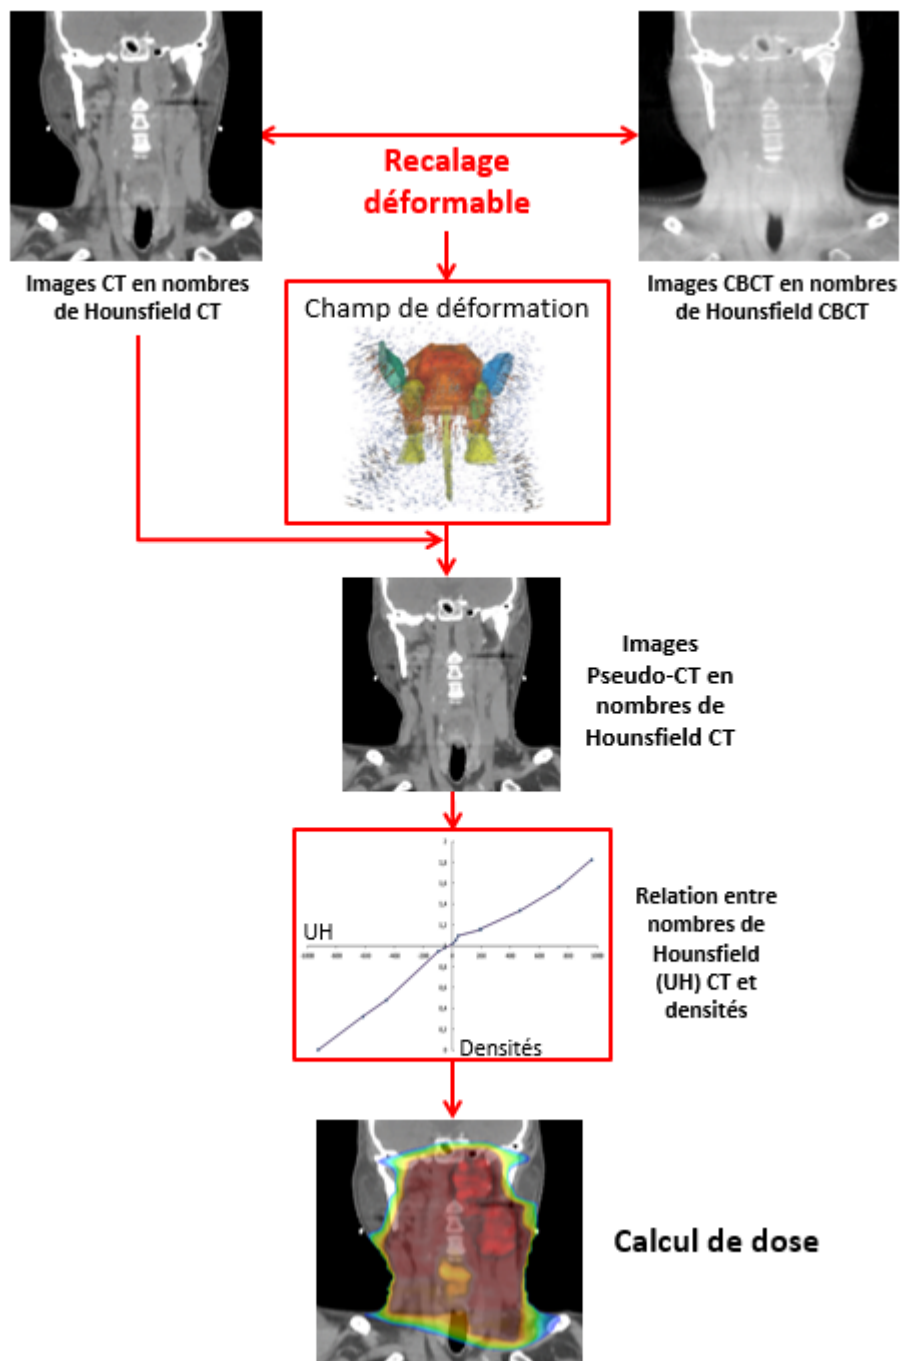 Recalage
déformable
Images CT en nombres
de Hounsfield CT
Images CBCT en nombres
de Hounsfield CBCT
Champ de déformation
Images
Pseudo-CT en
nombres de
Hounsfield CT
UH
Densités
Relation entre
nombres de
Hounsfield
(UH) CT et
densités
Calcul de dose